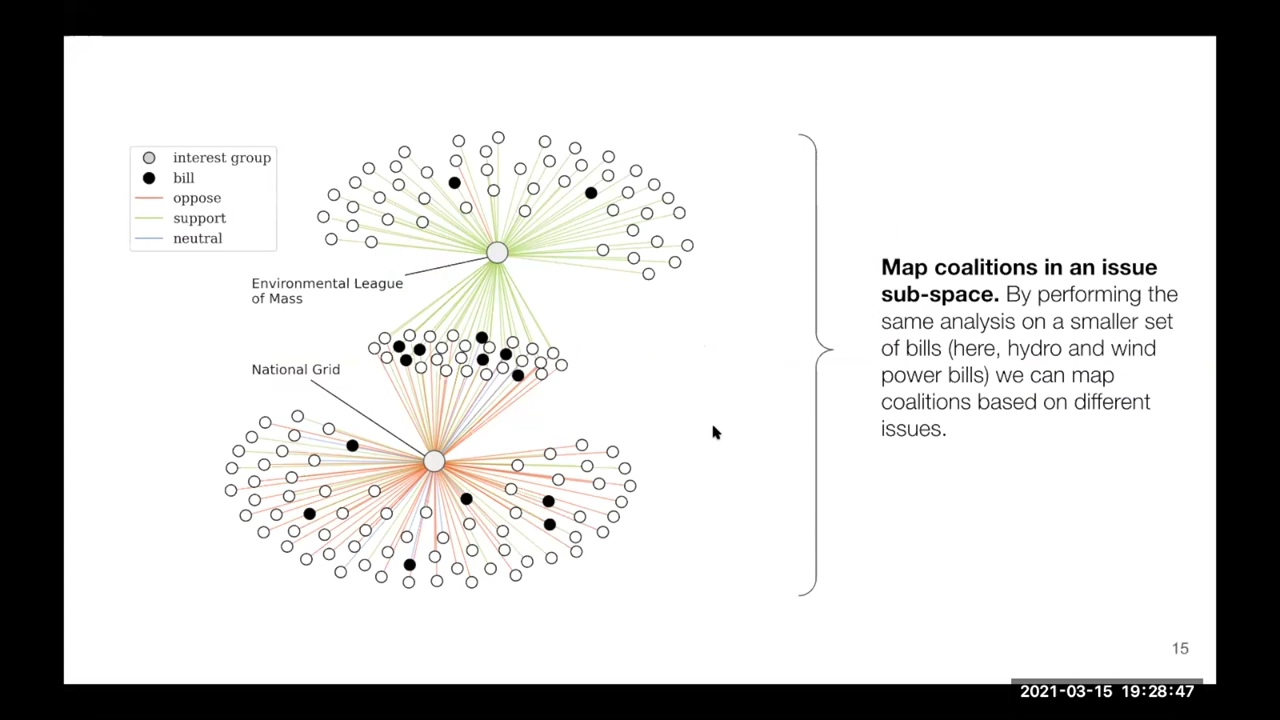 interest group
bill
oppose
support
neutral
Environmental League
of Mass
National Grid
Map coalitions in an issue
sub-space. By performing the
same analysis on a smaller set
of bills (here, hydro and wind
power bills) we can map
coalitions based on different
issues.
15
2021-03-15 19:28:47